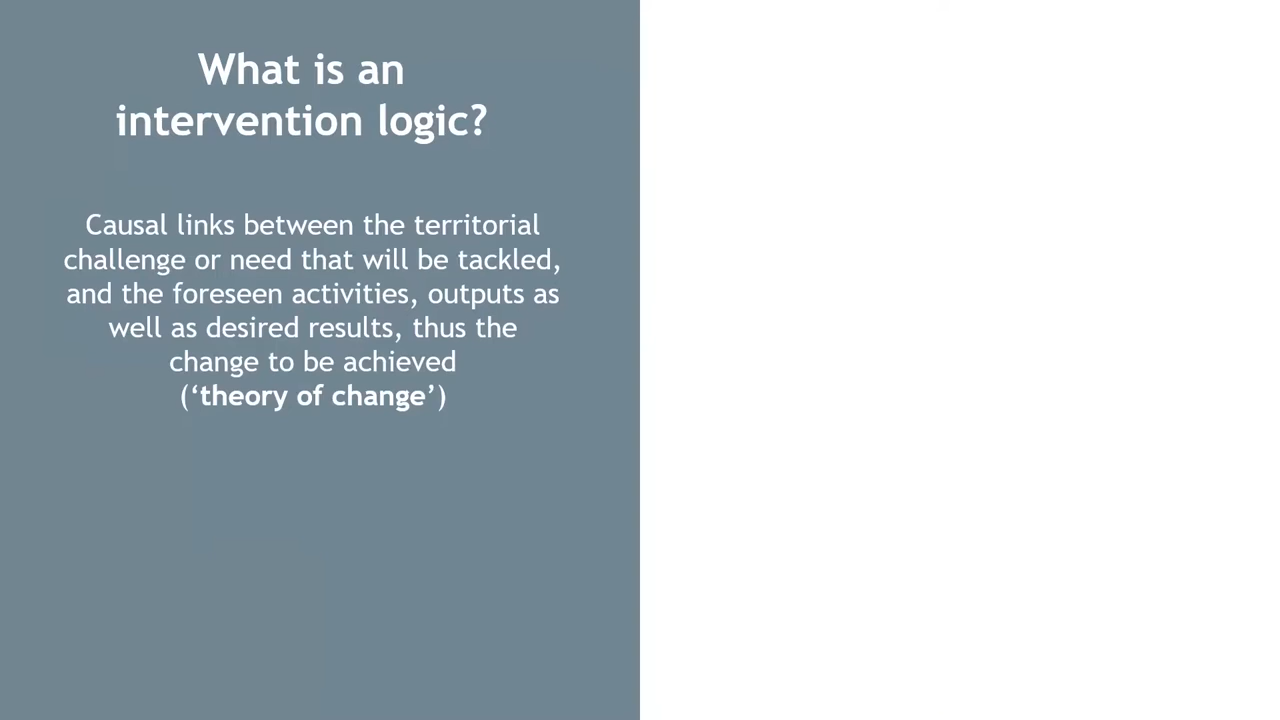 What is an
intervention logic?
Causal links between the territorial
challenge or need that will be tackled,
and the foreseen activities, outputs as
well as desired results, thus the
change to be achieved
(‘theory of change’)